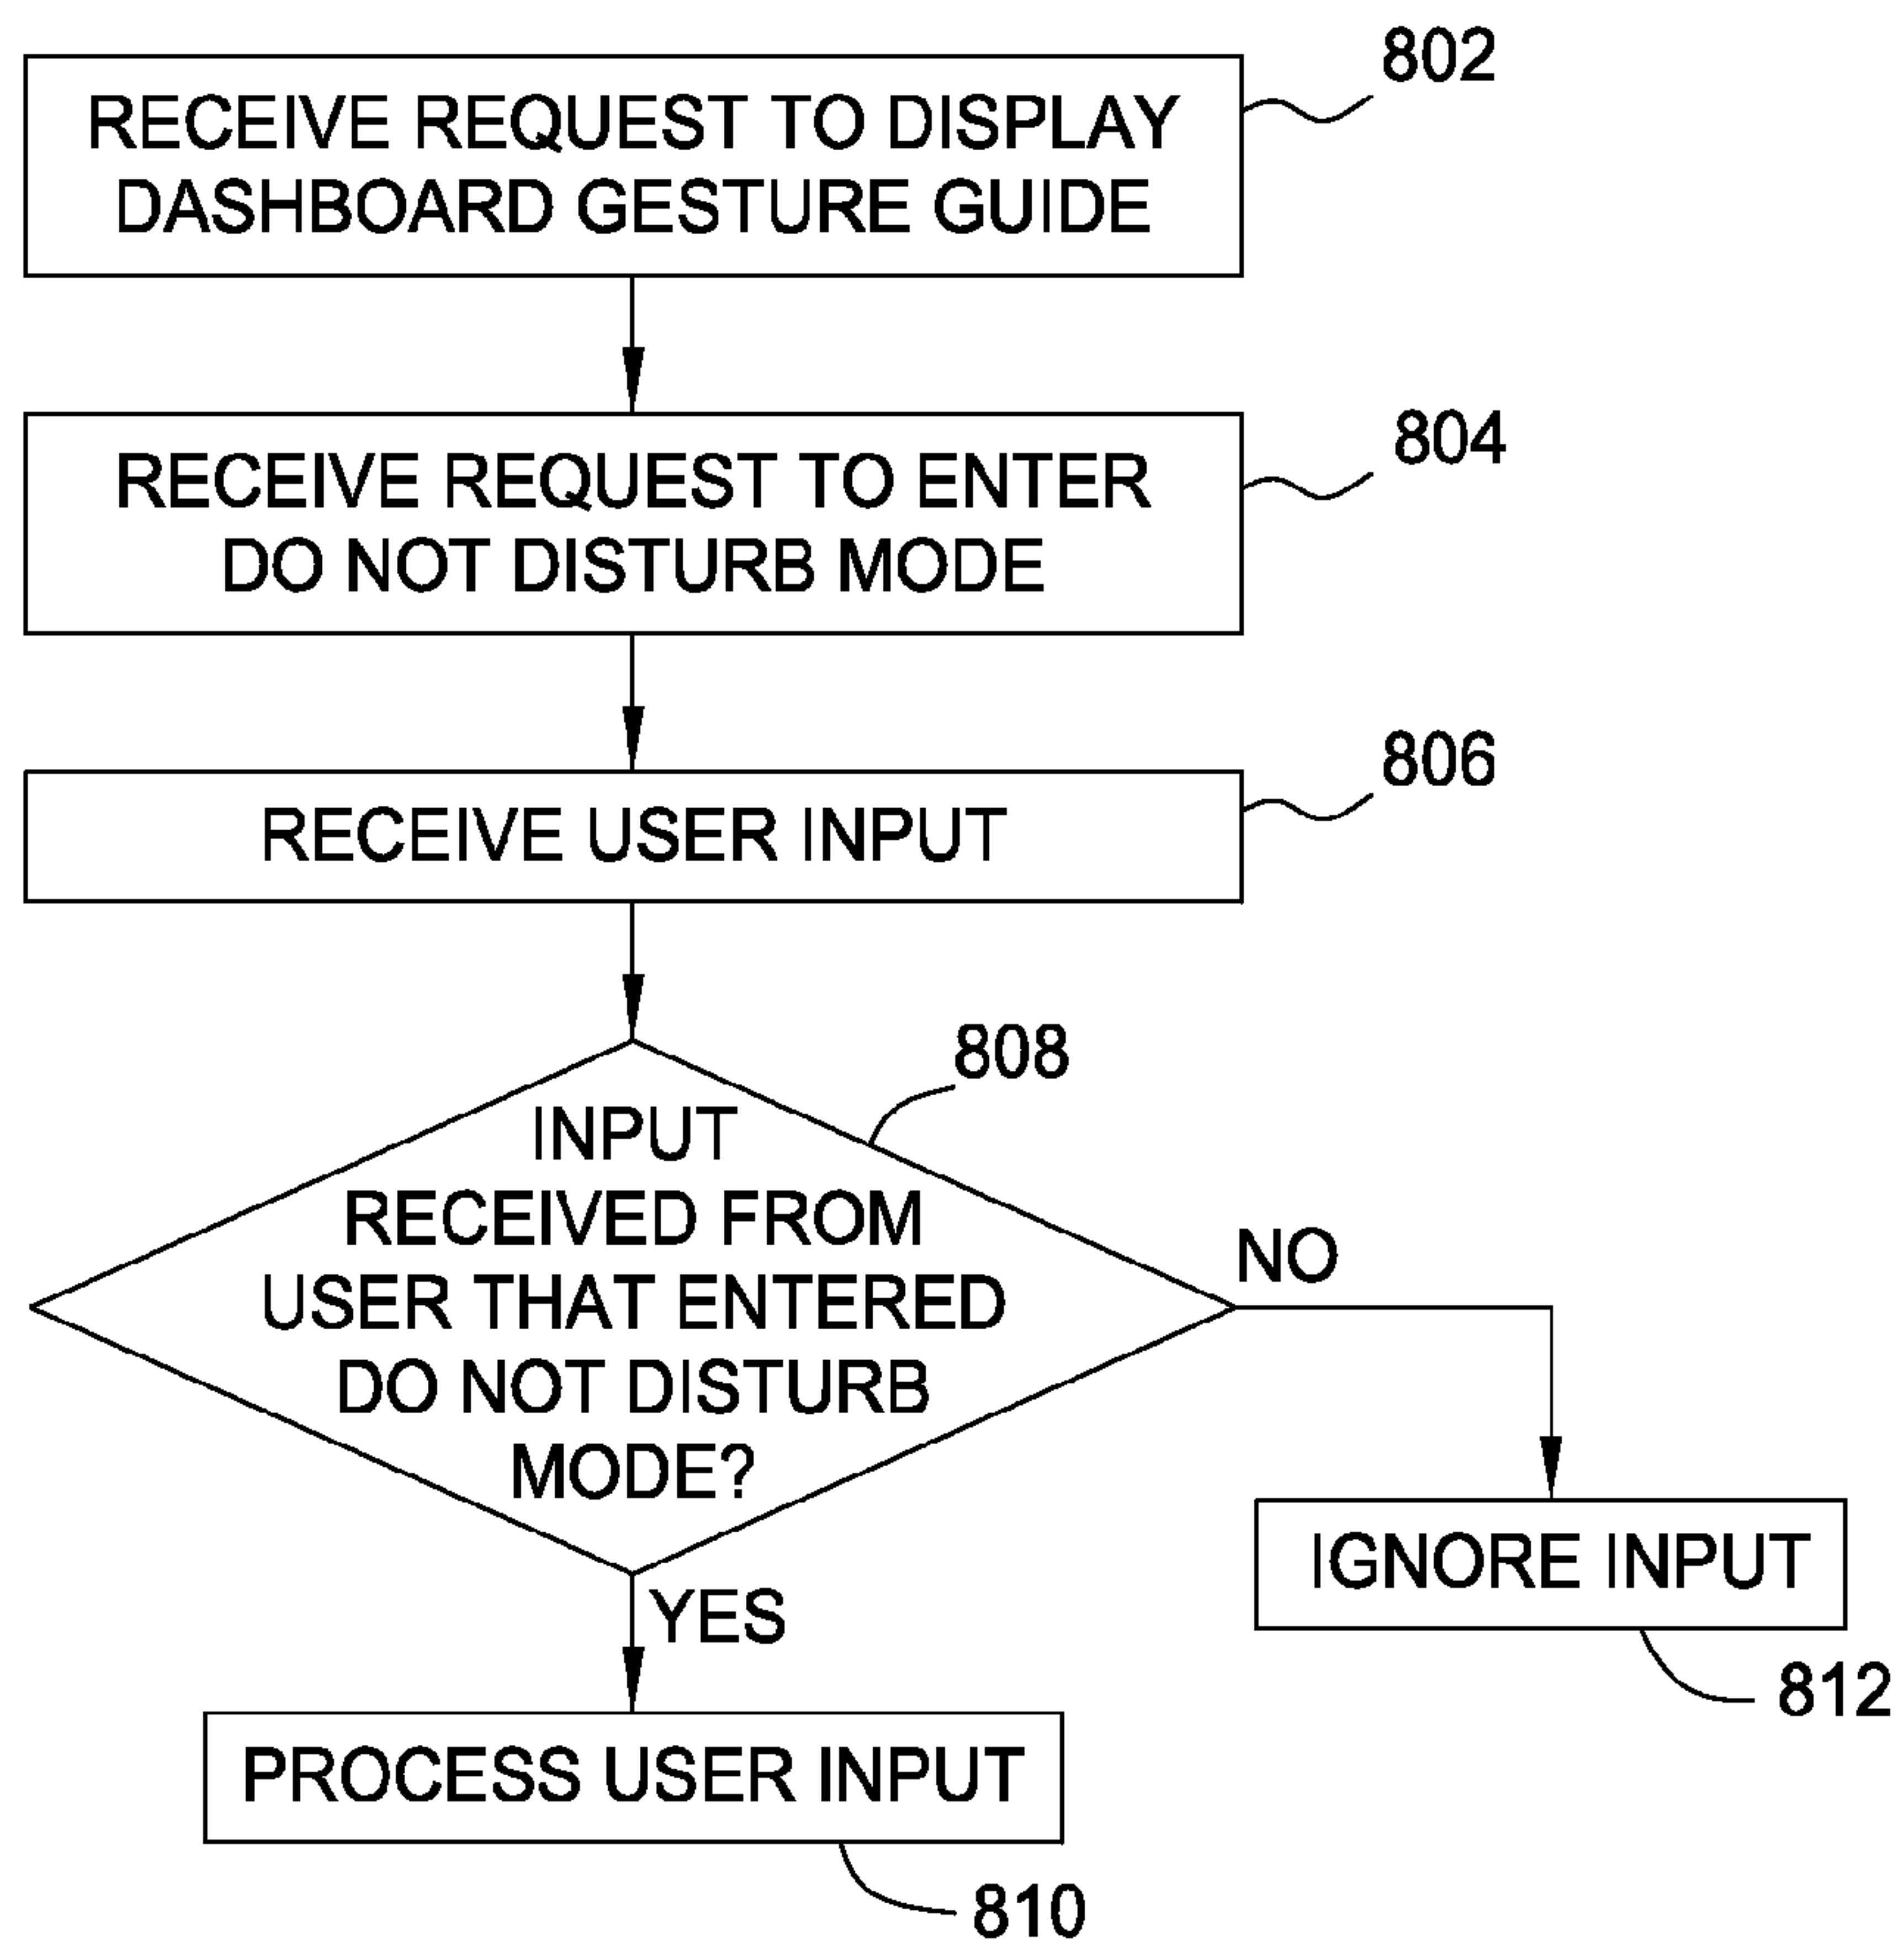 802
RECEIVE REQUEST TO DISPLAY
DASHBOARD GESTURE GUIDE
804
RECEIVE REQUEST TO ENTER
DO NOT DISTURB MODE
806
RECEIVE USER INPUT
808
INPUT
RECEIVED FROM
USER THAT ENTERED
DO NOT DISTURB
MODE?
NO
IGNORE INPUT
812
YES
PROCESS USER INPUT
810